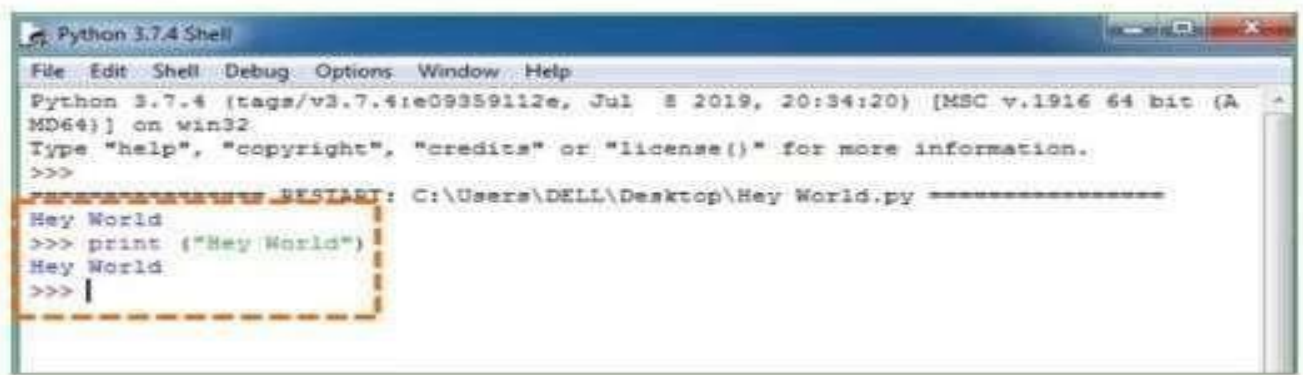 Python 3.7.4 Shell
File Edit Shell Debug Options Window Help
Python 3.7.4 (tags/v3.7.4:e09359112e, Jul 8 2019, 20:34:20) [MSC v.1916 64 bit (A
MD64)] on win32
Type "help", "copyright", "credits" or "license()" for more information.
>>>
================ RESTART: C:\Users\DELL\Desktop\Hey World.py ================
Hey World
>>> print ("Hey World")
Hey World
>>>